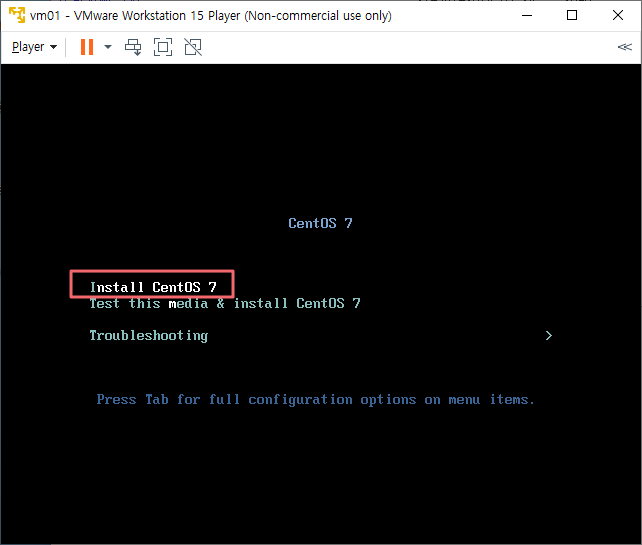 vm01 - VMware Workstation 15 Player (Non-commercial use only)
Player
CentOS 7
Install CentOS 7
Test this media & install CentOS 7
Troubleshooting >
Press Tab for full configuration options on menu items.